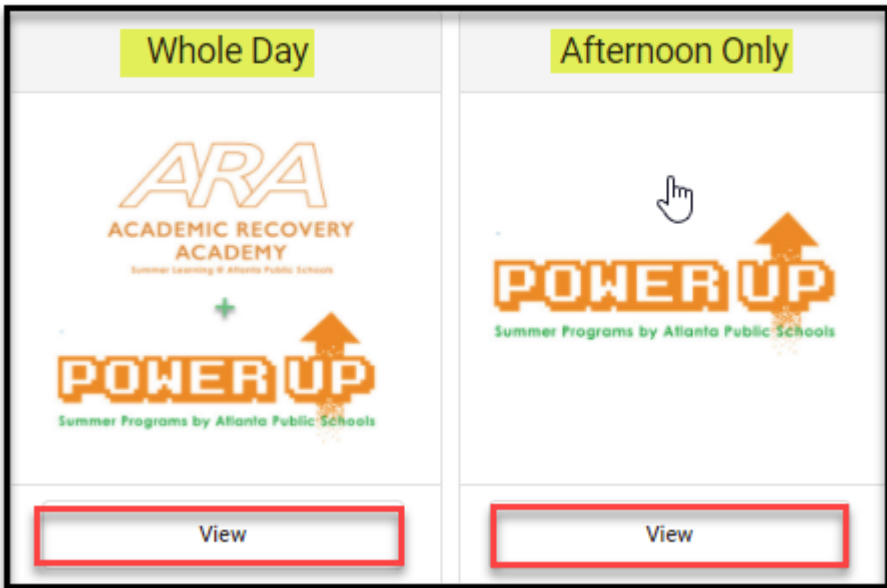 Whole Day
ARA
ACADEMIC RECOVERY
ACADEMY
Summer Learning @ Atlanta Public Schools
+
POWER UP
Summer Programs by Atlanta Public Schools
View
Afternoon Only
POWER UP
Summer Programs by Atlanta Public Schools
View